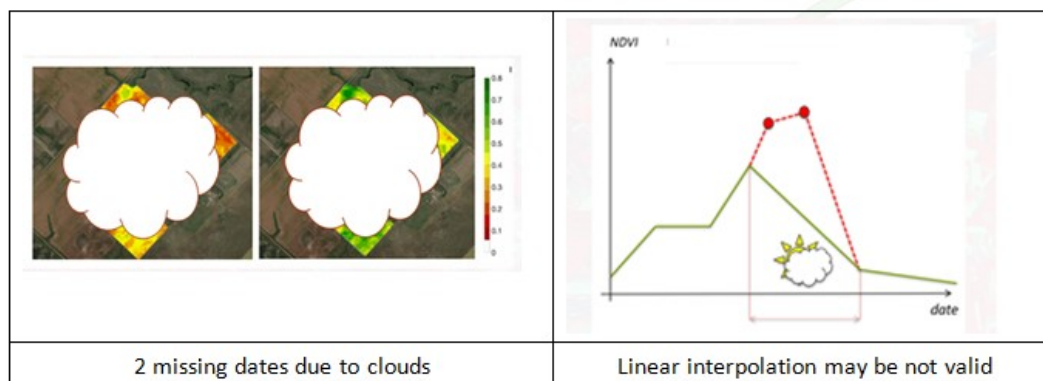 0.8
0.7
0.6
0.5
0.4
0.3
0.2
0.1
0
NDVI
date
2 missing dates due to clouds
Linear interpolation may be not valid